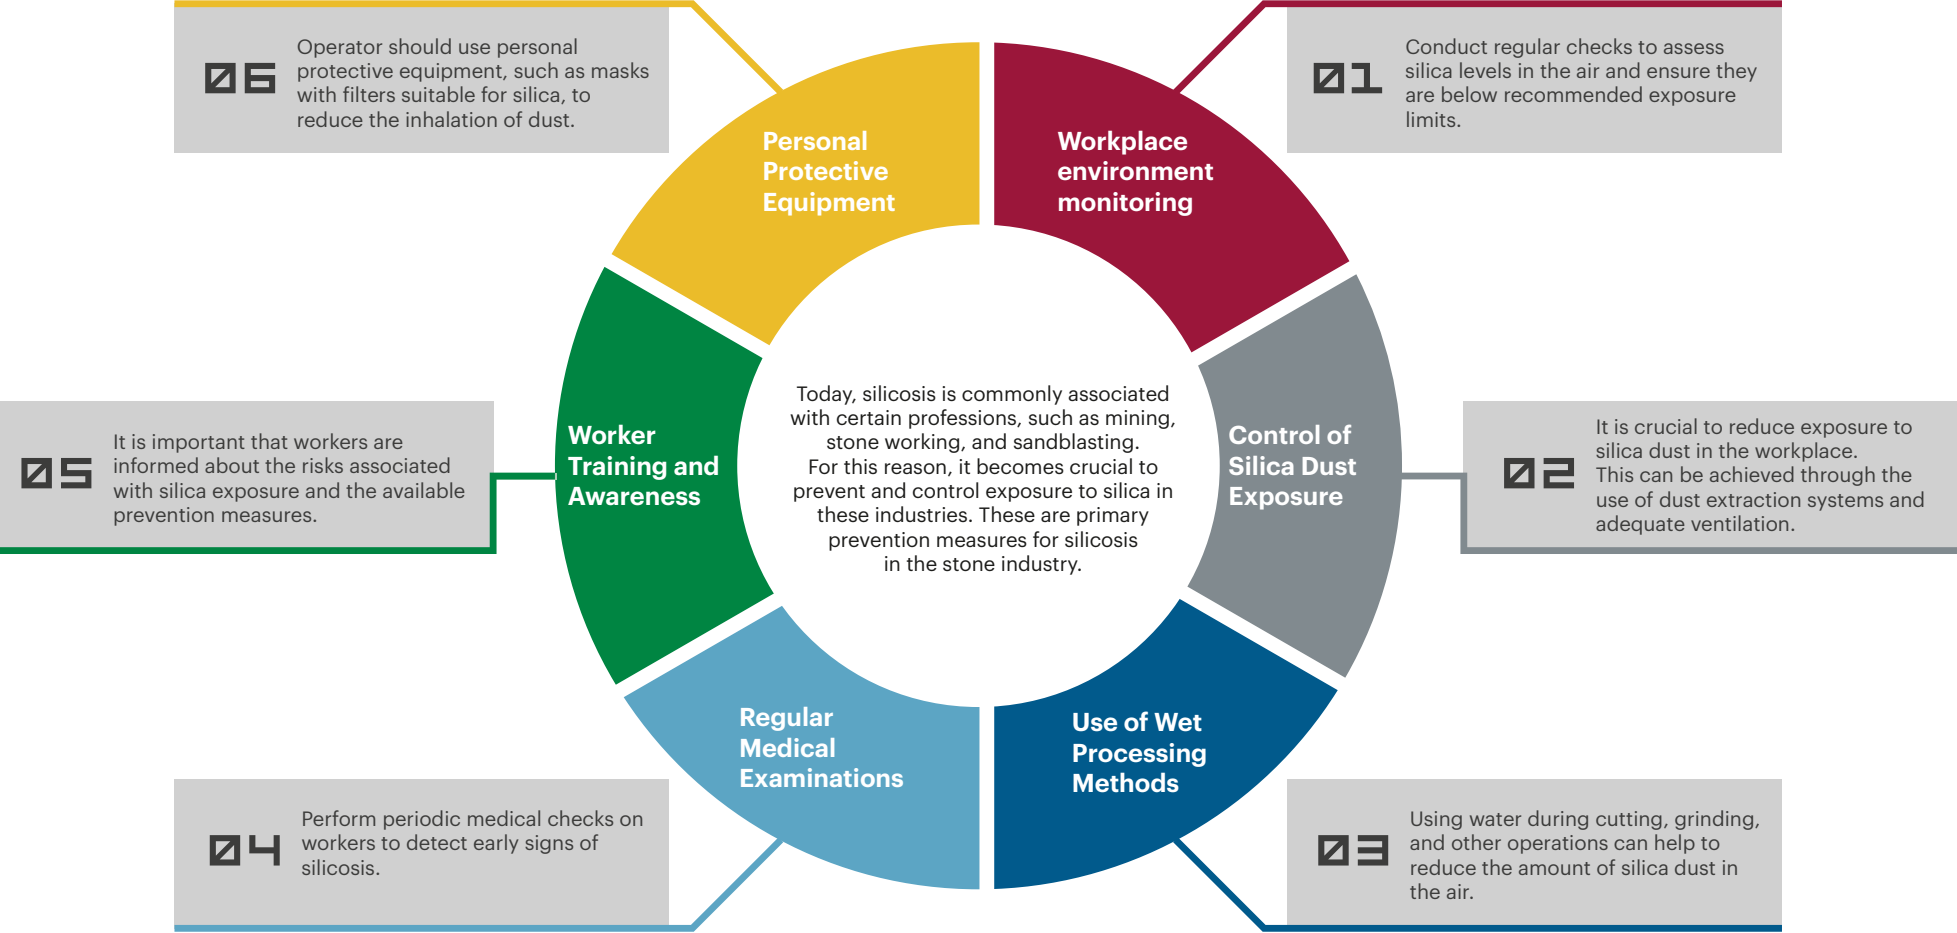 06
Operator should use personal
protective equipment, such as masks
with filters suitable for silica, to
reduce the inhalation of dust.
01
Conduct regular checks to assess
silica levels in the air and ensure they
are below recommended exposure
limits.
Personal
Protective
Equipment
Workplace
environment
monitoring
05
It is important that workers are
informed about the risks associated
with silica exposure and the available
prevention measures.
Worker
Training and
Awareness
Today, silicosis is commonly associated
with certain professions, such as mining,
stone working, and sandblasting.
For this reason, it becomes crucial to
prevent and control exposure to silica in
these industries. These are primary
prevention measures for silicosis
in the stone industry.
Control of
Silica Dust
Exposure
02
It is crucial to reduce exposure to
silica dust in the workplace.
This can be achieved through the
use of dust extraction systems and
adequate ventilation.
Regular
Medical
Examinations
Use of Wet
Processing
Methods
04
Perform periodic medical checks on
workers to detect early signs of
silicosis.
03
Using water during cutting, grinding,
and other operations can help to
reduce the amount of silica dust in
the air.